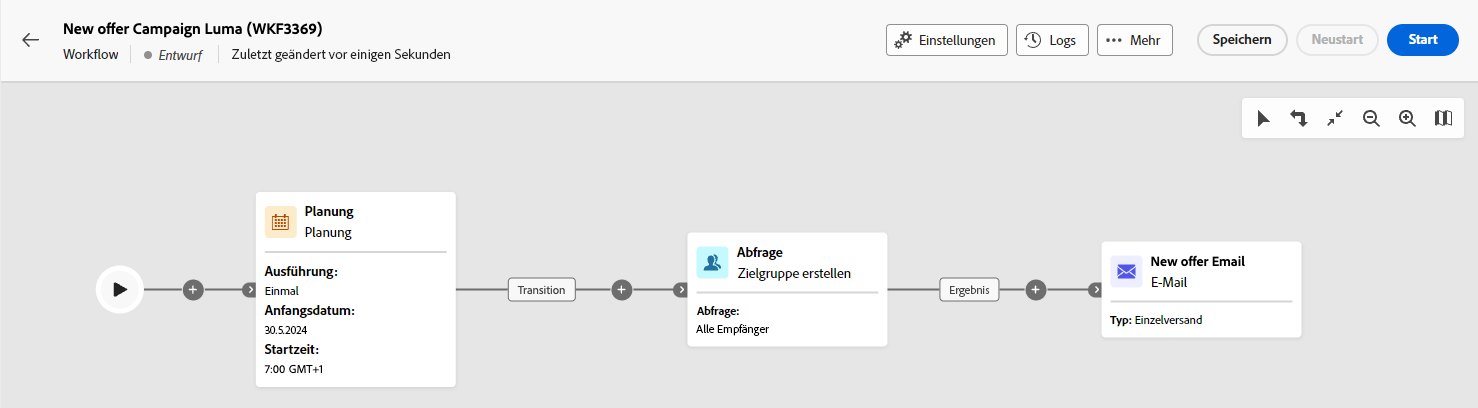 New offer Campaign Luma (WKF3369)
Workflow Entwurf Zuletzt geändert vor einigen Sekunden
Einstellungen Logs Mehr Speichern Neustart Start
Planung
Planung
Ausführung:
Einmal
Anfangsdatum:
30.5.2024
Startzeit:
7:00 GMT+1
Transition
Abfrage
Zielgruppe erstellen
Abfrage:
Alle Empfänger
Ergebnis
New offer Email
E-Mail
Typ: Einzelversand